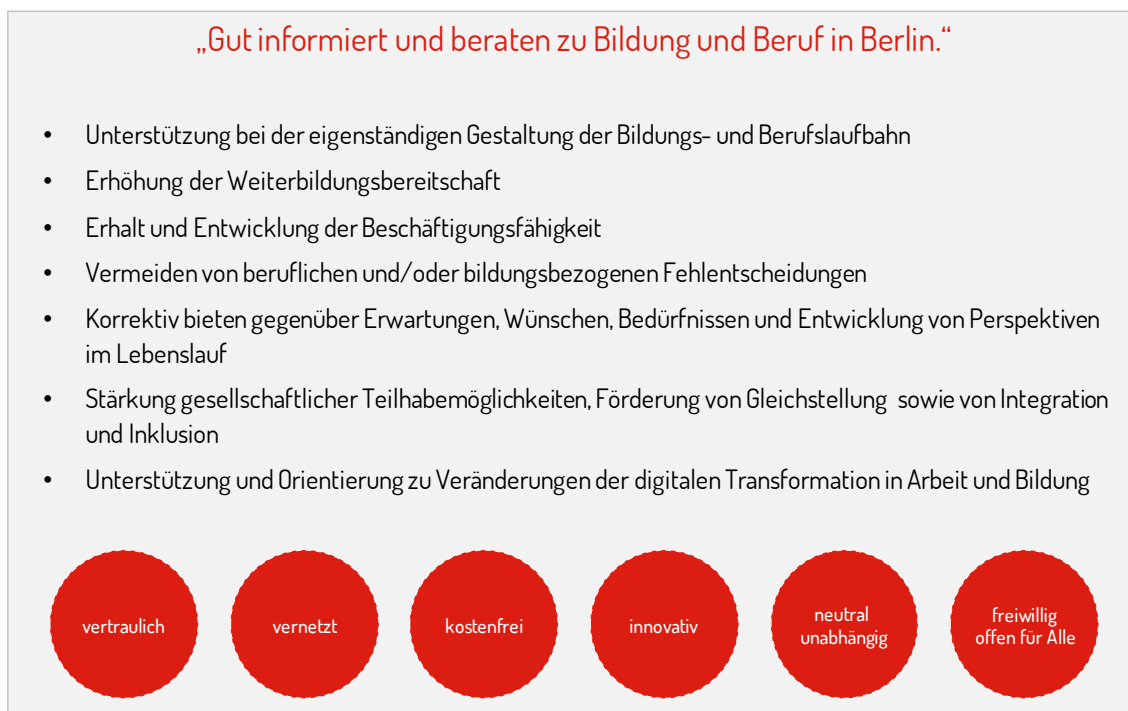 „Gut informiert und beraten zu Bildung und Beruf in Berlin.“
• Unterstützung bei der eigenständigen Gestaltung der Bildungs- und Berufslaufbahn
• Erhöhung der Weiterbildungsbereitschaft
• Erhalt und Entwicklung der Beschäftigungsfähigkeit
• Vermeiden von beruflichen und/oder bildungsbezogenen Fehlentscheidungen
• Korrektiv bieten gegenüber Erwartungen, Wünschen, Bedürfnissen und Entwicklung von Perspektiven
im Lebenslauf
• Stärkung gesellschaftlicher Teilhabemöglichkeiten, Förderung von Gleichstellung sowie von Integration
und Inklusion
• Unterstützung und Orientierung zu Veränderungen der digitalen Transformation in Arbeit und Bildung
vertraulich
vernetzt
kostenfrei
innovativ
neutral
unabhängig
freiwillig
offen für Alle